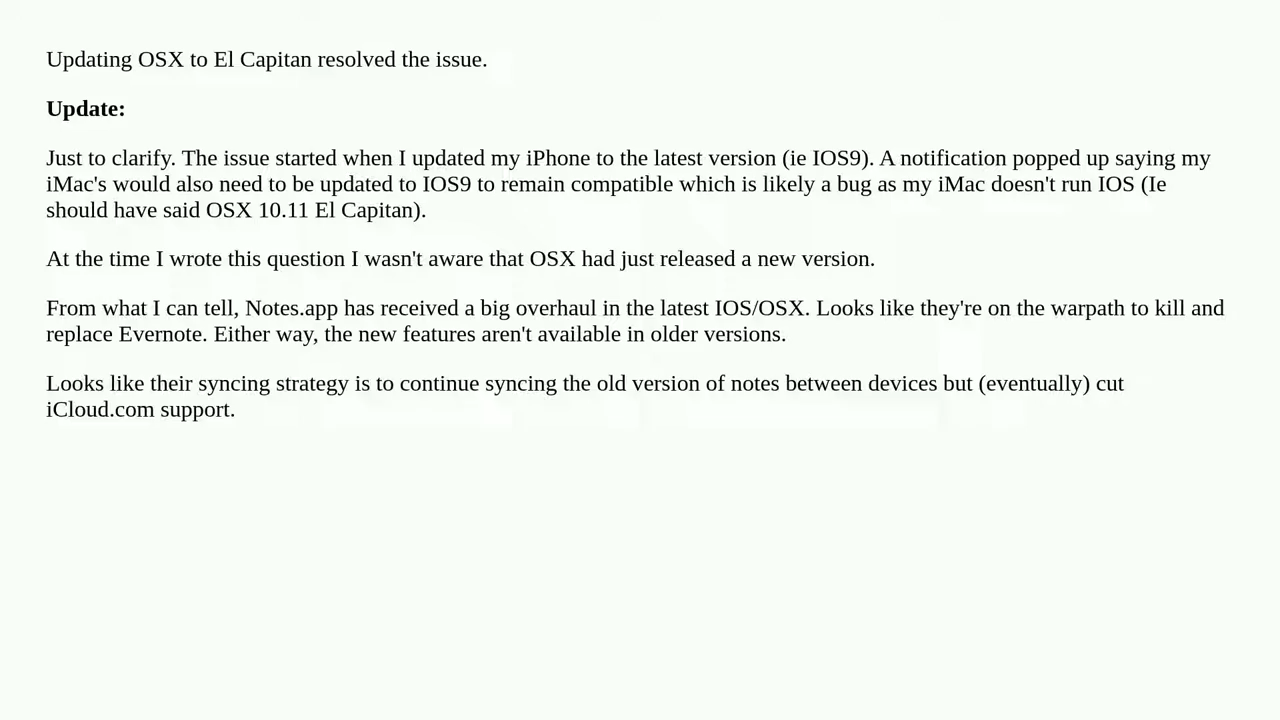 Updating OSX to El Capitan resolved the issue.
Update:
Just to clarify. The issue started when I updated my iPhone to the latest version (ie IOS9). A notification popped up saying my
iMac's would also need to be updated to IOS9 to remain compatible which is likely a bug as my iMac doesn't run IOS (Ie
should have said OSX 10.11 El Capitan).
At the time I wrote this question I wasn't aware that OSX had just released a new version.
From what I can tell, Notes.app has received a big overhaul in the latest IOS/OSX. Looks like they're on the warpath to kill and
replace Evernote. Either way, the new features aren't available in older versions.
Looks like their syncing strategy is to continue syncing the old version of notes between devices but (eventually) cut
iCloud.com support.